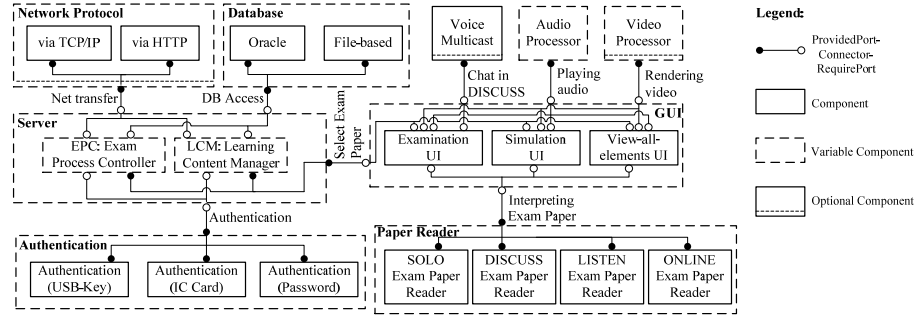 Network Protocol
via TCP/IP
via HTTP
Net transfer
Database
Oracle
File-based
DB Access
Voice
Multicast
Chat in
DISCUSS
Audio
Processor
Playing
audio
Video
Processor
Rendering
video
Legend:
ProvidedPort-
Connector-
RequirePort
Component
Variable Component
Optional Component
Server
EPC: Exam
Process Controller
LCM: Learning
Content Manager
Select Exam
Paper
GUI
Examination
UI
Simulation
UI
View-all-
elements UI
Authentication
Interpreting
Exam Paper
Authentication
Authentication
(USB-Key)
Authentication
(IC Card)
Authentication
(Password)
Paper Reader
SOLO
Exam Paper
Reader
DISCUSS
Exam Paper
Reader
LISTEN
Exam Paper
Reader
ONLINE
Exam Paper
Reader